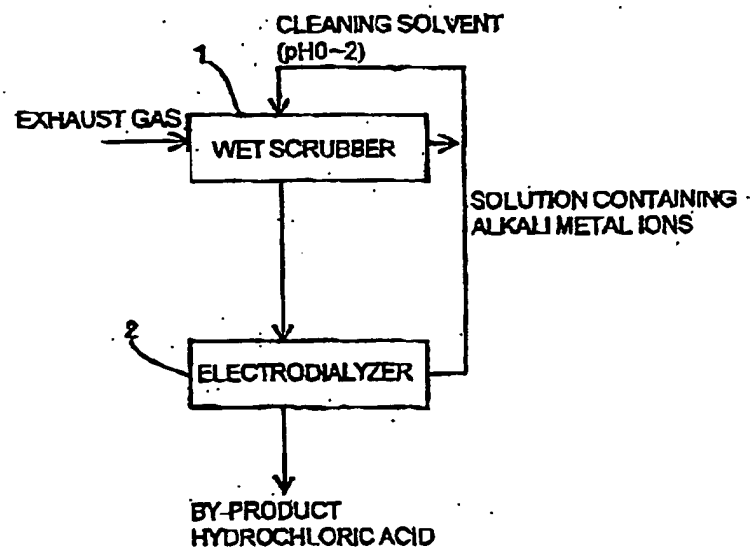 CLEANING SOLVENT
(pH0~2)
1
EXHAUST GAS
WET SCRUBBER
SOLUTION CONTAINING
ALKALI METAL IONS
2
ELECTRODIALYZER
BY-PRODUCT
HYDROCHLORIC ACID